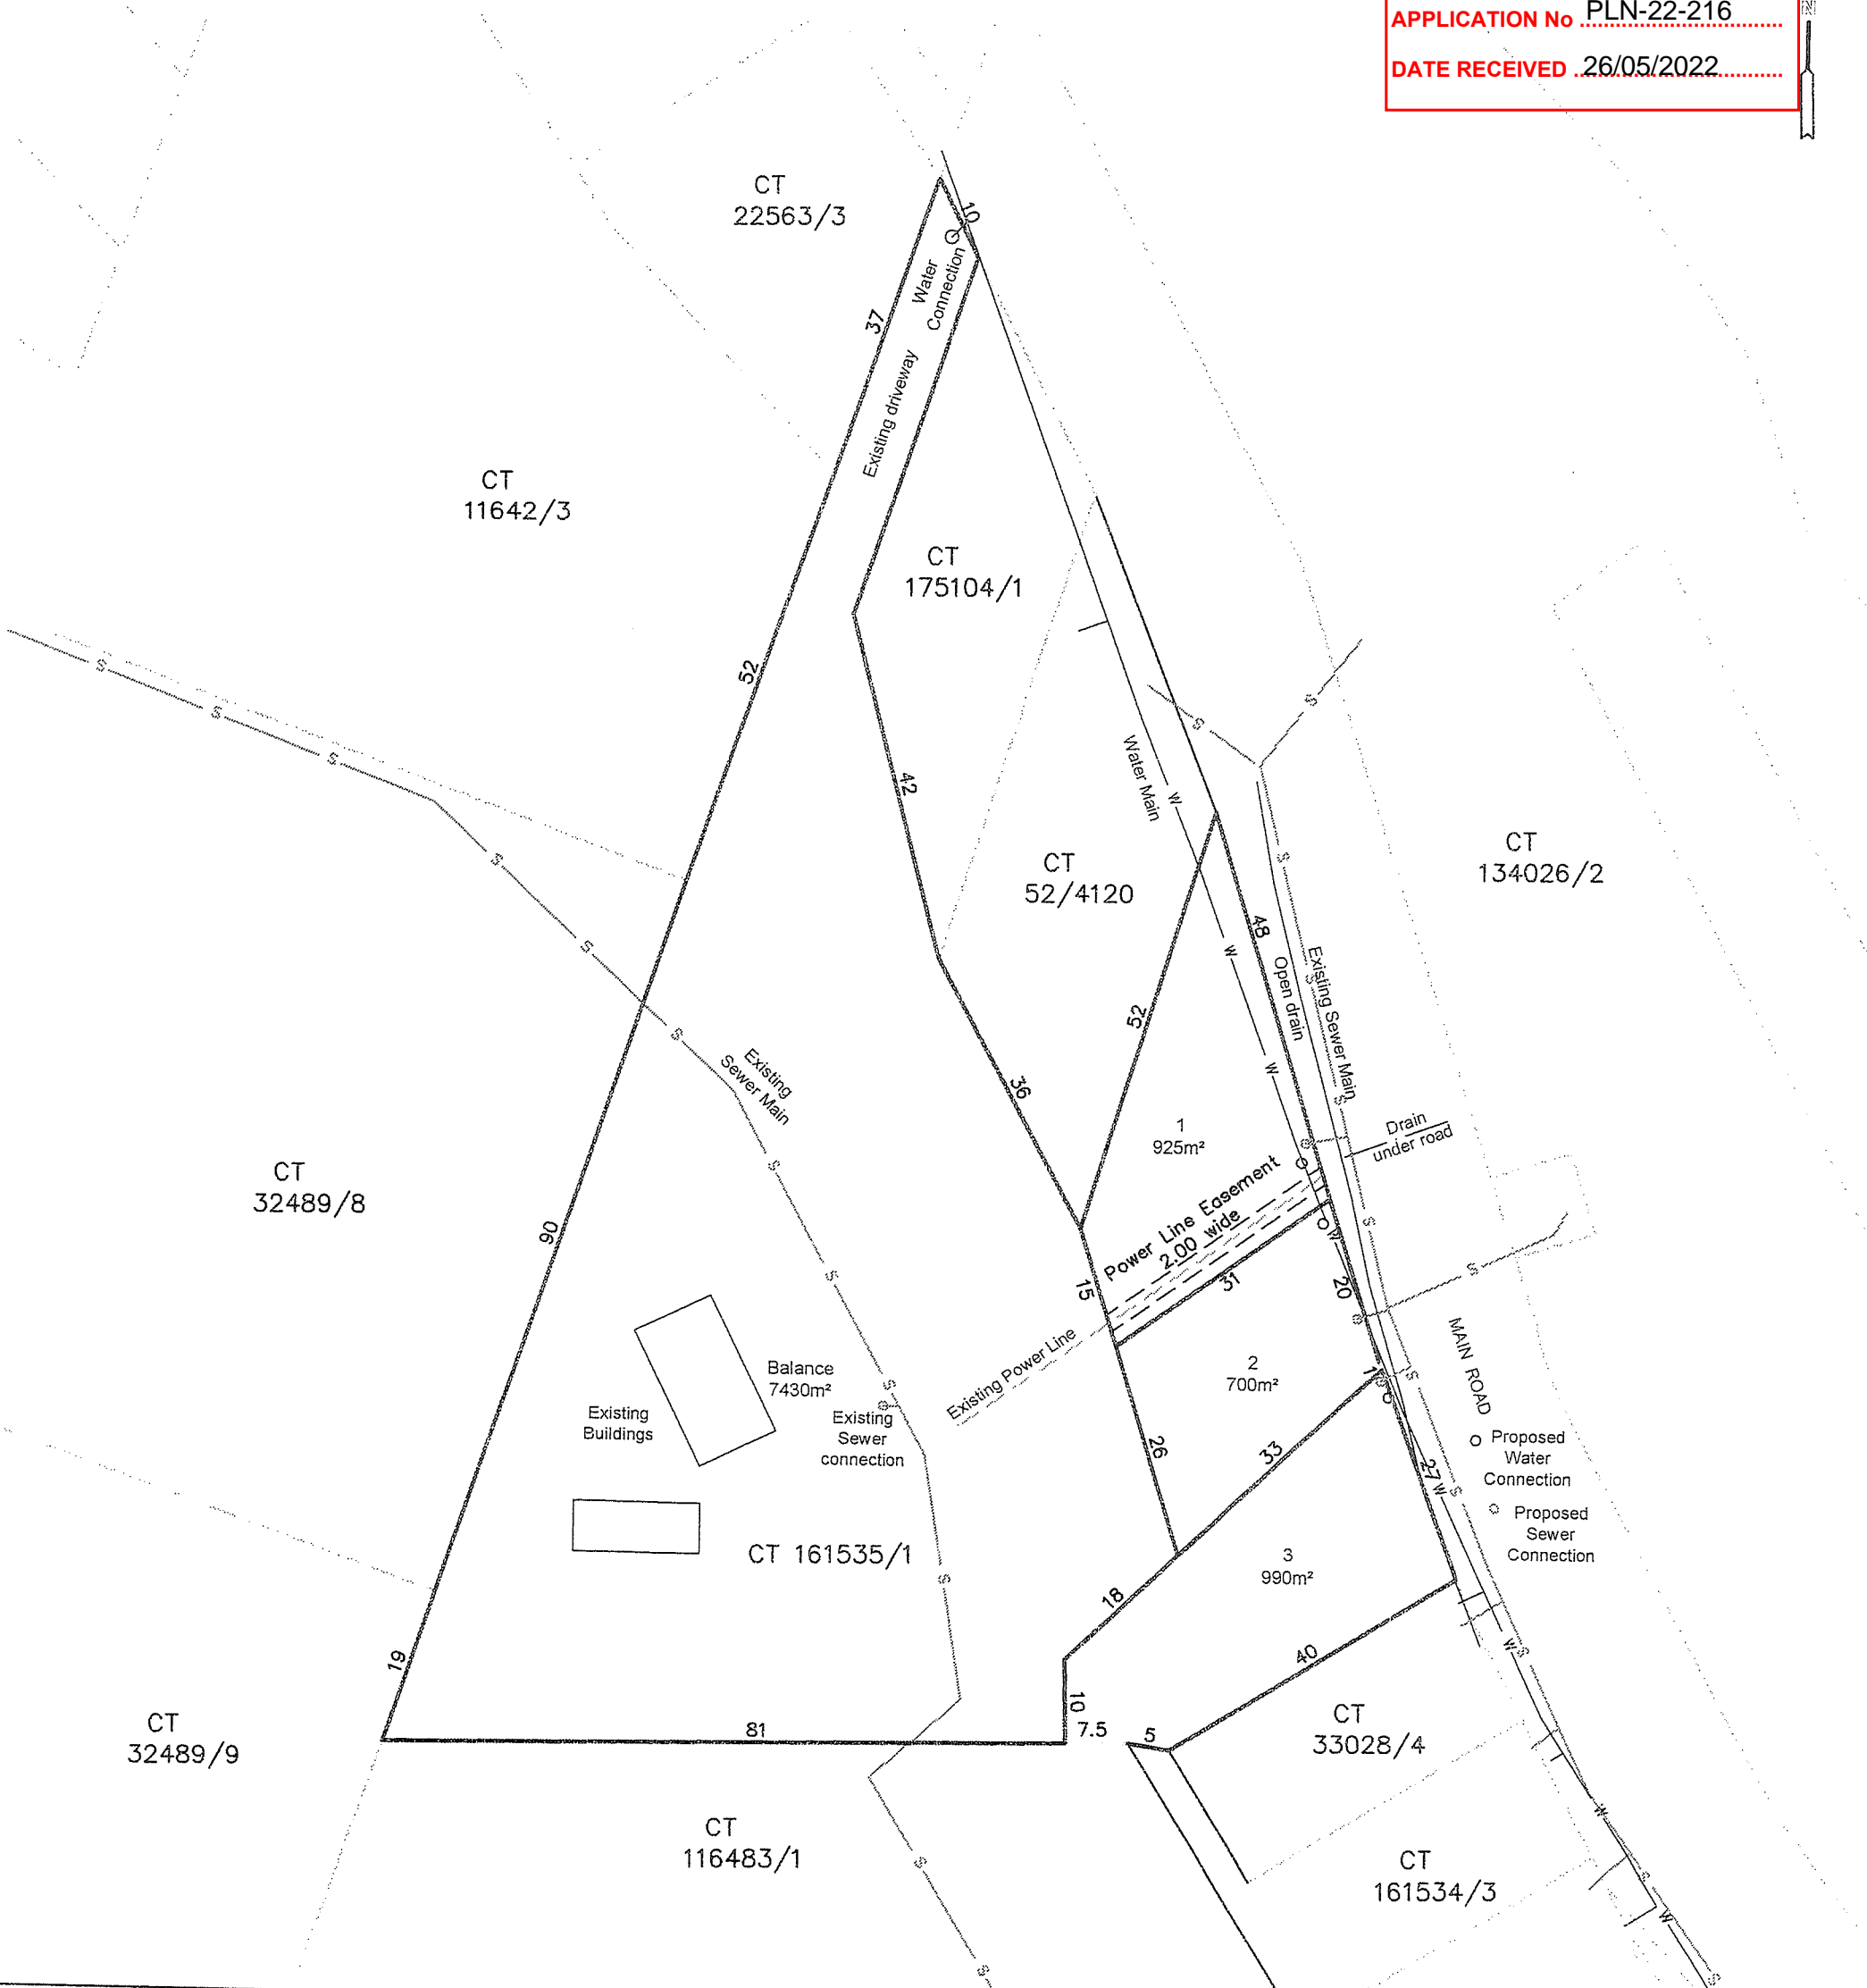 APPLICATION No PLN-22-216
DATE RECEIVED 26/05/2022
N
CT
22563/3
10
Water
Connection
37
Existing driveway
CT
11642/3
CT
175104/1
52
S
S
S
S
S
42
Water Main
W
CT
52/4120
S
CT
134026/2
S
S
48
W
Open drain
S
Existing Sewer Main
52
W
S
Existing
Sewer Main
36
S
1
925m²
Drain
under road
CT
32489/8
S
90
Power Line Easement
2.00 wide
W
S
S
15
31
20
S
MAIN ROAD
Existing Power Line
2
700m²
1
S
Balance
7430m²
S
Existing
Buildings
Existing
Sewer
connection
26
33
27
W
S
Proposed
Water
Connection
Proposed
Sewer
Connection
CT 161535/1
S
3
990m²
18
19
40
W
S
10
7.5
5
81
CT
32489/9
CT
33028/4
CT
116483/1
W
S
CT
161534/3
S
W
S
S